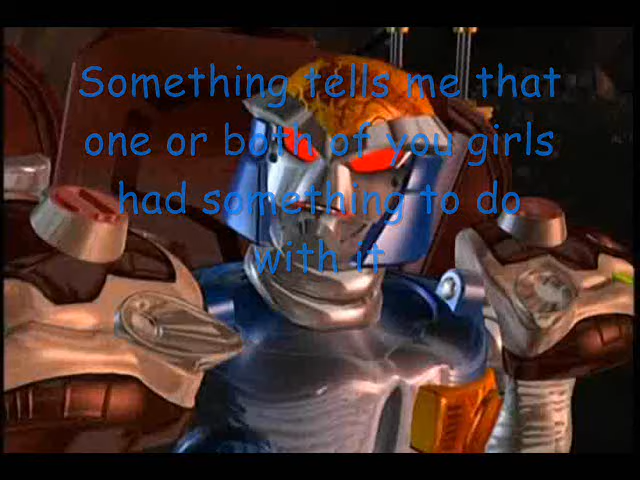 Something tells me that
one or both of you girls
had something to do
with it